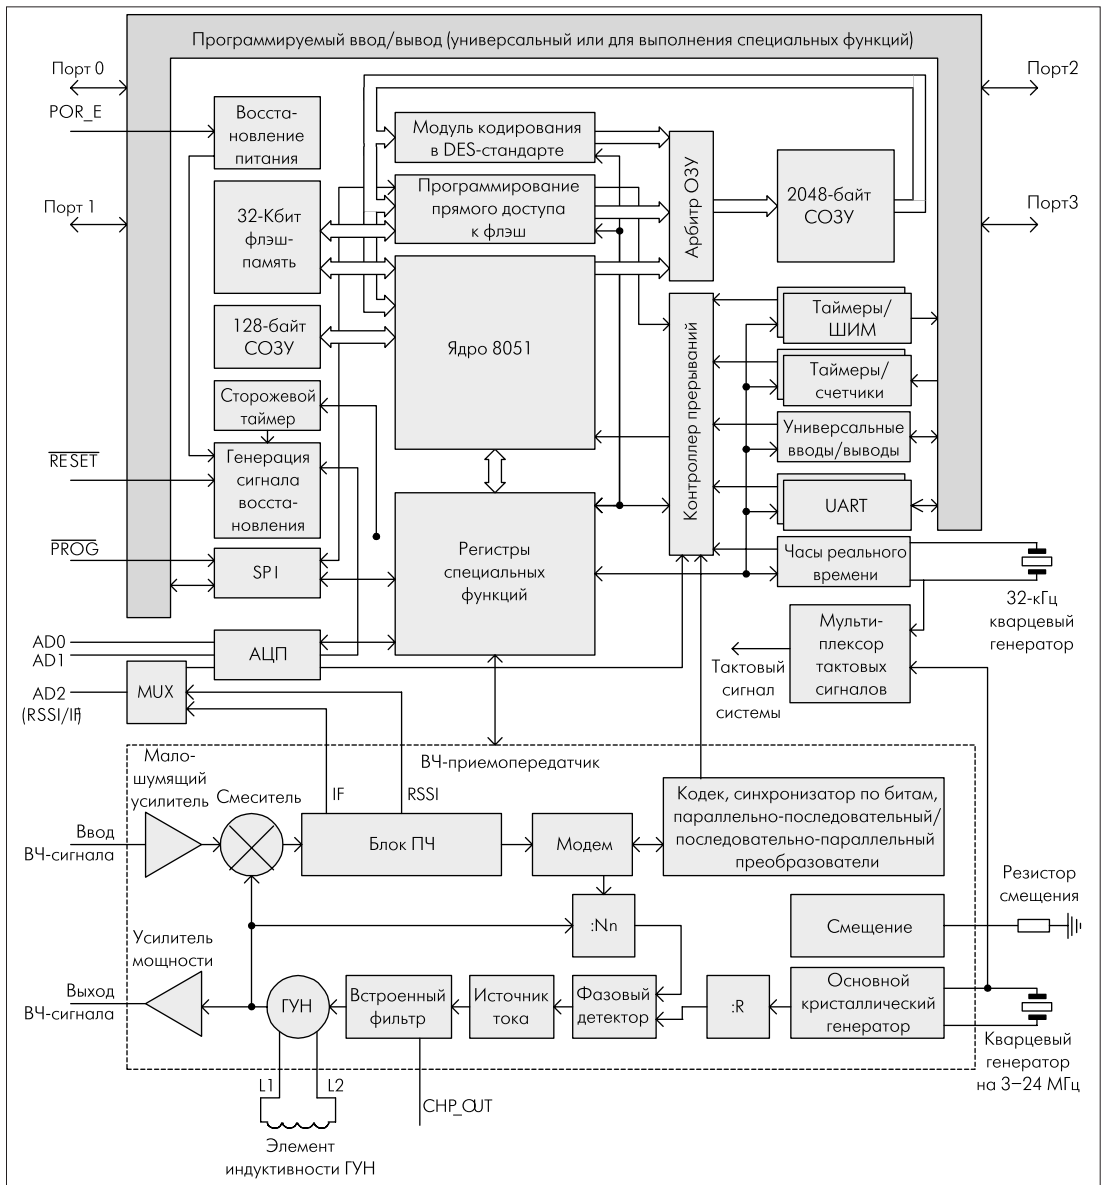 Программируемый ввод/вывод (универсальный или для выполнения специальных функций)
Порт 0
POR_E
Порт 1
Порт2
Порт3
Восста-
новление
питания
Модуль кодирования
в DES-стандарте
Программирование
прямого доступа
к флэш
32-Кбит
флэш-
память
128-байт
СОЗУ
Ядро 8051
Арбитр ОЗУ
2048-байт
СОЗУ
Контроллер прерываний
Таймеры/
ШИМ
Таймеры/
счетчики
Универсальные
вводы/выводы
UART
Часы реального
времени
Сторожевой
таймер
RESET
Генерация
сигнала
восста-
новления
PROG
SPI
Регистры
специальных
функций
32-кГц
кварцевый
генератор
Мульти-
плексор
тактовых
сигналов
Тактовый
сигнал
системы
AD0
AD1
АЦП
AD2
(RSSI/IF)
MUX
ВЧ-приемопередатчик
Мало-
шумящий
усилитель
Смеситель
IF
RSSI
Ввод
ВЧ-сигнала
Блок ПЧ
Модем
Кодек, синхронизатор по битам,
параллельно-последовательный/
последовательно-параллельный
преобразователи
Резистор
смещения
:Nn
Смещение
Усилитель
мощности
Выход
ВЧ-сигнала
ГУН
Встроенный
фильтр
Источник
тока
Фазовый
детектор
:R
Основной
кристаллический
генератор
Кварцевый
генератор
на 3–24 МГц
L1
L2
CHP_OUT
Элемент
индуктивности ГУН